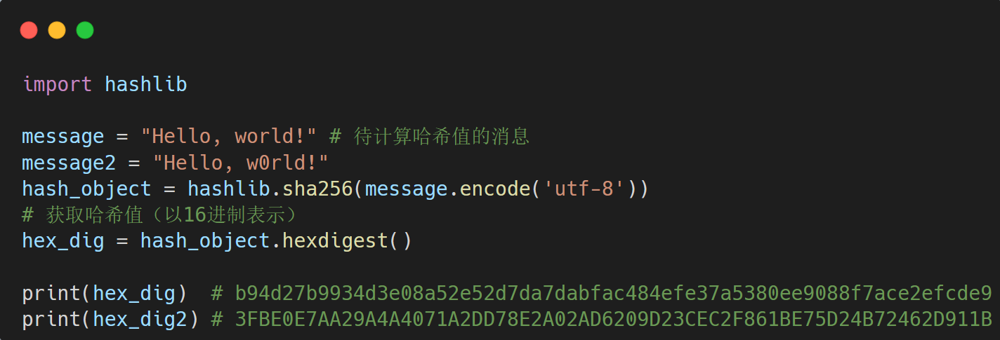 import hashlib
message = "Hello, world!" # 待计算哈希值的消息
message2 = "Hello, w0rld!"
hash_object = hashlib.sha256(message.encode('utf-8'))
# 获取哈希值（以16进制表示）
hex_dig = hash_object.hexdigest()
print(hex_dig)  # b94d27b9934d3e08a52e52d7da7dabfac484efe37a5380ee9088f7ace2efcde9
print(hex_dig2) # 3FBE0E7AA29A4A4071A2DD78E2A02AD6209D23CEC2F861BE75D24B72462D911B